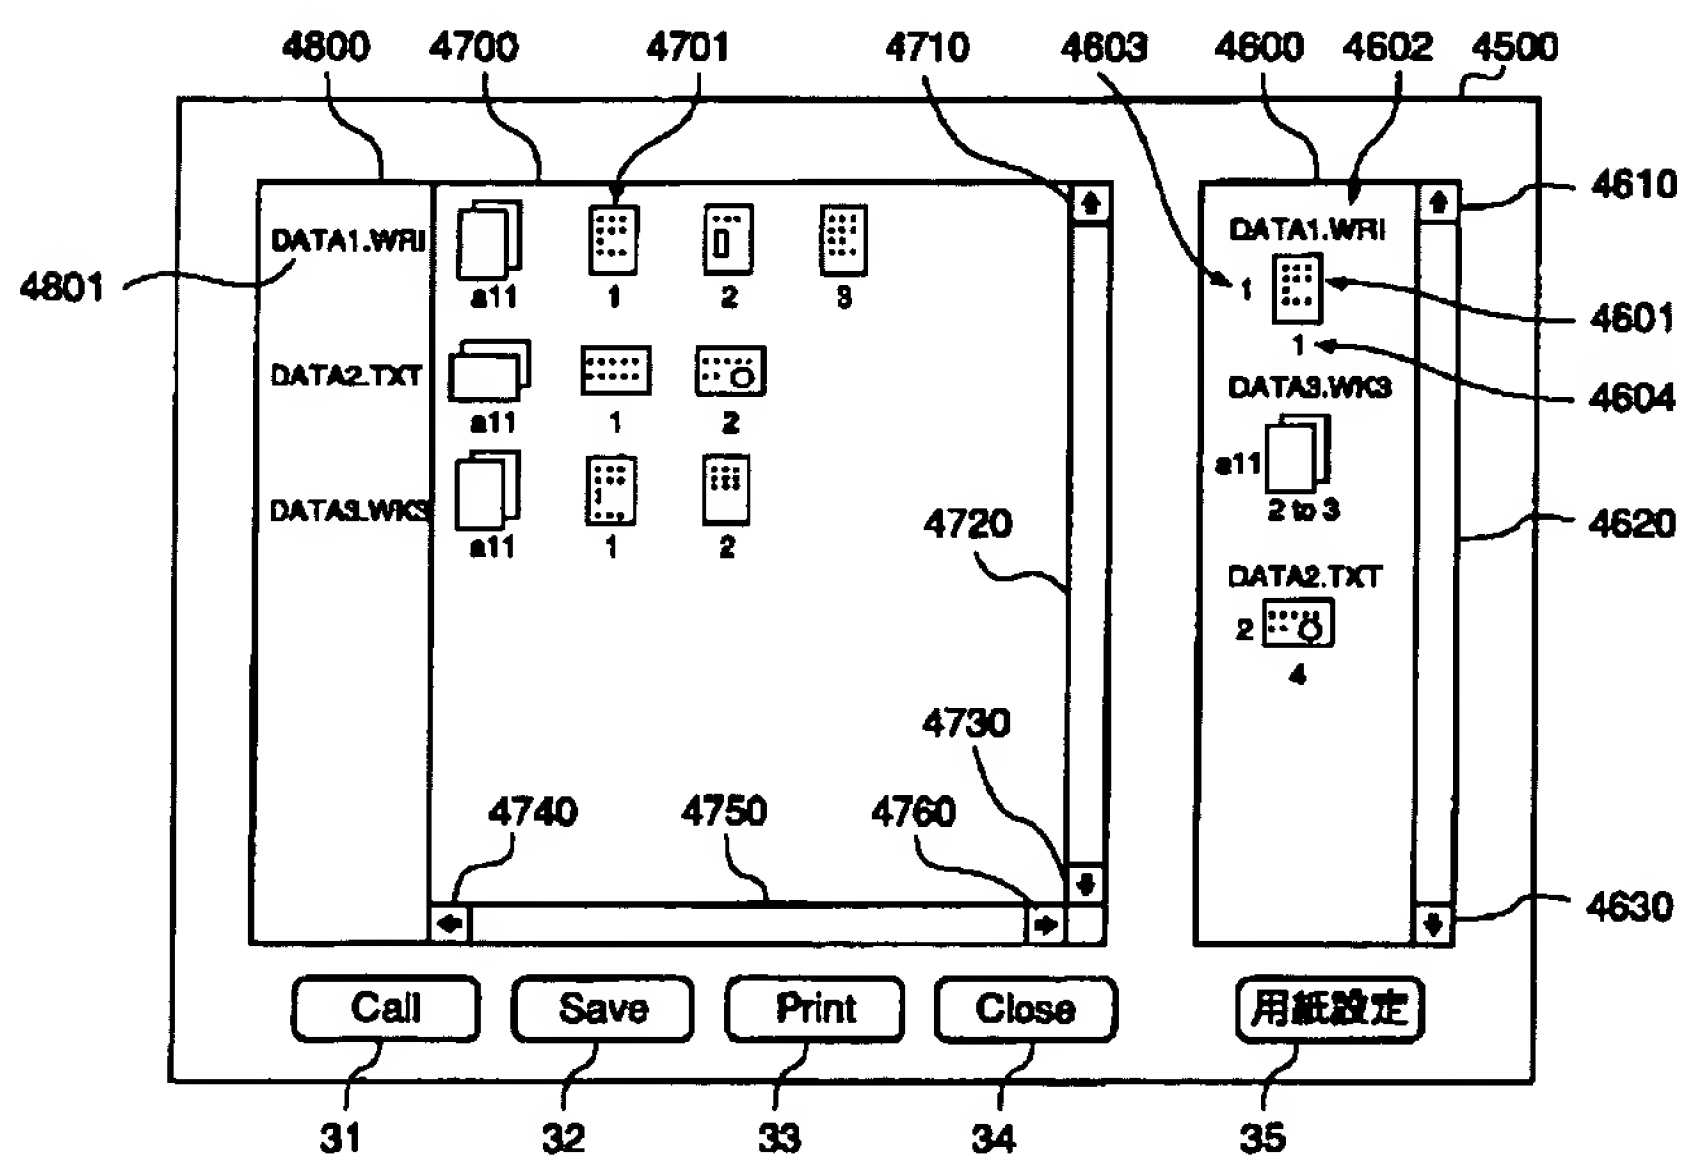 4800 4700 4701 4710 4603 4600 4602 4500
4610
DATA1.WRI
4801
a11 1 2 3
DATA2.TXT
a11 1 2
DATA3.WK3
a11 1 2
DATA1.WRI
1
1
4601
4604
DATA3.WK3
a11
2 to 3
4620
DATA2.TXT
2
4
4720
4730
4740 4750 4760
4630
Call Save Print Close 用紙設定
31 32 33 34 35